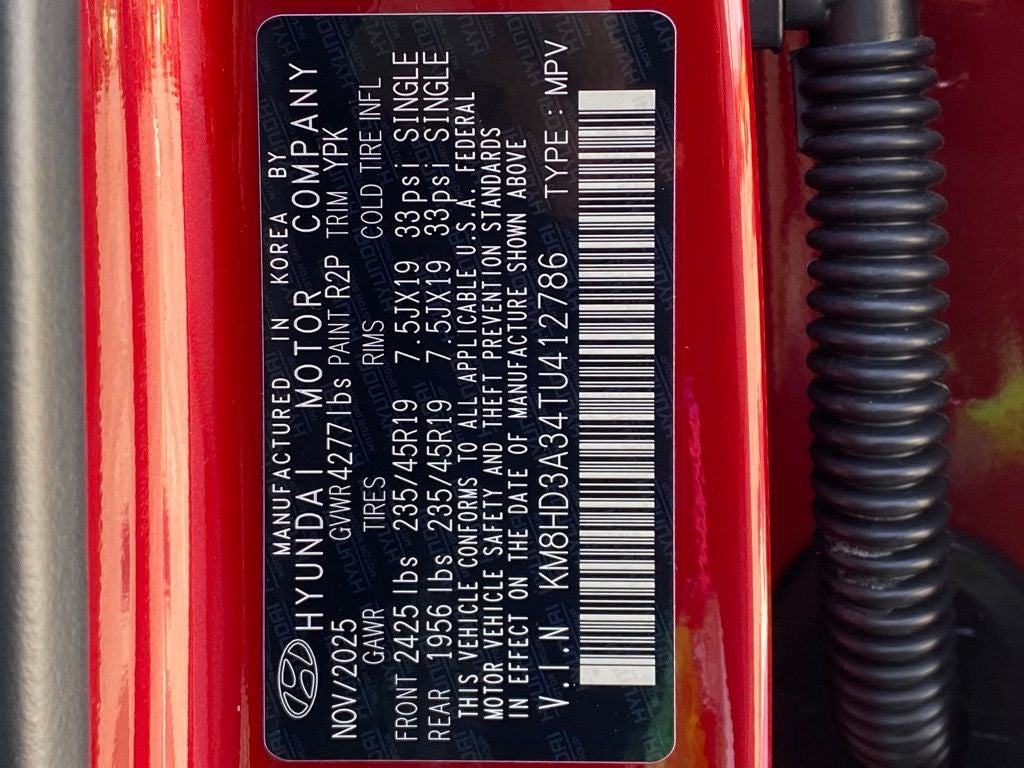 MANUFACTURED IN KOREA BY
HYUNDAI MOTOR COMPANY
NOV/2025 GVWR4277lbs PAINT R2P TRIM YPK
GAWR TIRES RIMS COLD TIRE INFL
FRONT 2425 lbs 235/45R19 7.5JX19 33psi SINGLE
REAR 1956 lbs 235/45R19 7.5JX19 33psi SINGLE
THIS VEHICLE CONFORMS TO ALL APPLICABLE U.S.A. FEDERAL
MOTOR VEHICLE SAFETY AND THEFT PREVENTION STANDARDS
IN EFFECT ON THE DATE OF MANUFACTURE SHOWN ABOVE
V.I.N KM8HD3A34TU412786 TYPE : MPV